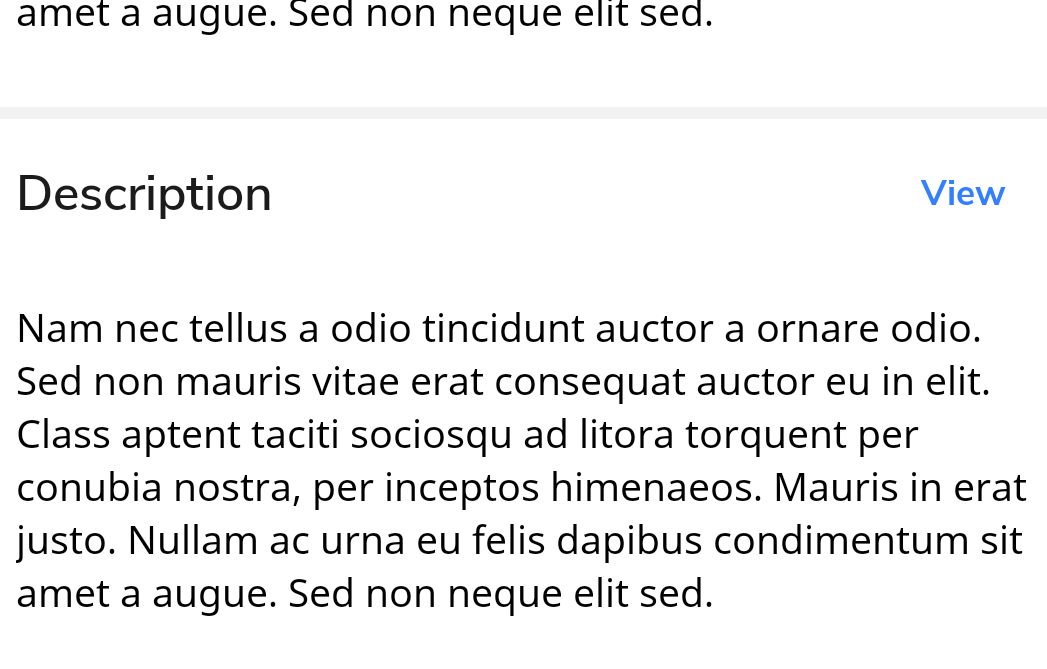 amet a augue. Sed non neque elit sed.
Description
View
Nam nec tellus a odio tincidunt auctor a ornare odio.
Sed non mauris vitae erat consequat auctor eu in elit.
Class aptent taciti sociosqu ad litora torquent per
conubia nostra, per inceptos himenaeos. Mauris in erat
justo. Nullam ac urna eu felis dapibus condimentum sit
amet a augue. Sed non neque elit sed.